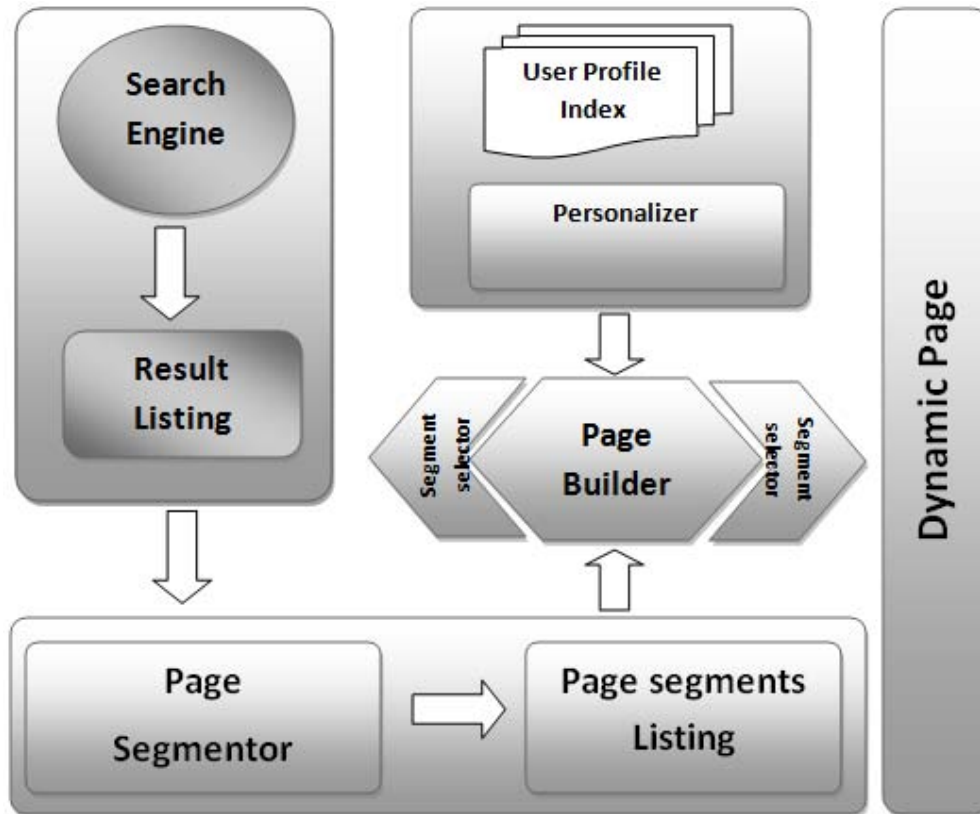 Search
Engine
Result
Listing
User Profile
Index
Personalizer
Segment
selector
Page
Builder
Segment
selector
Page
Segmentor
Page segments
Listing
Dynamic Page